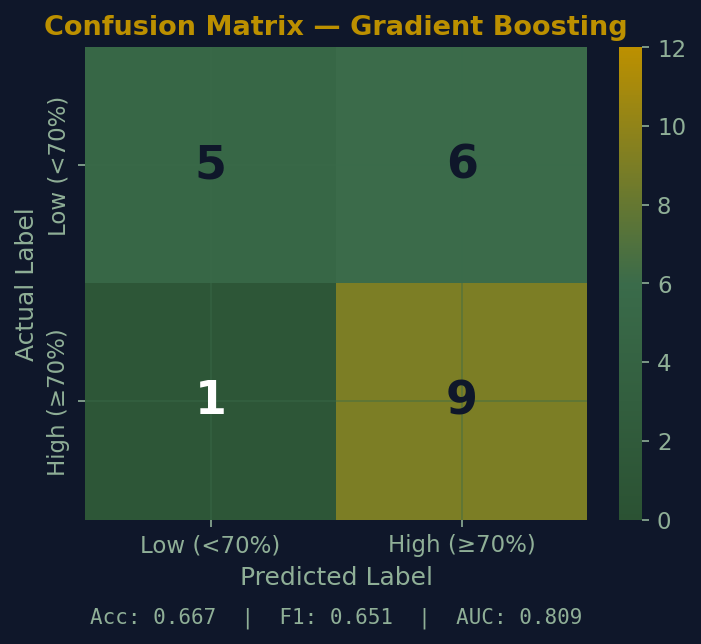 Confusion Matrix — Gradient Boosting
12
10
8
6
4
2
0
Actual Label
Low (<70%)
High (≥70%)
5 6
1 9
Low (<70%) High (≥70%)
Predicted Label
Acc: 0.667 | F1: 0.651 | AUC: 0.809